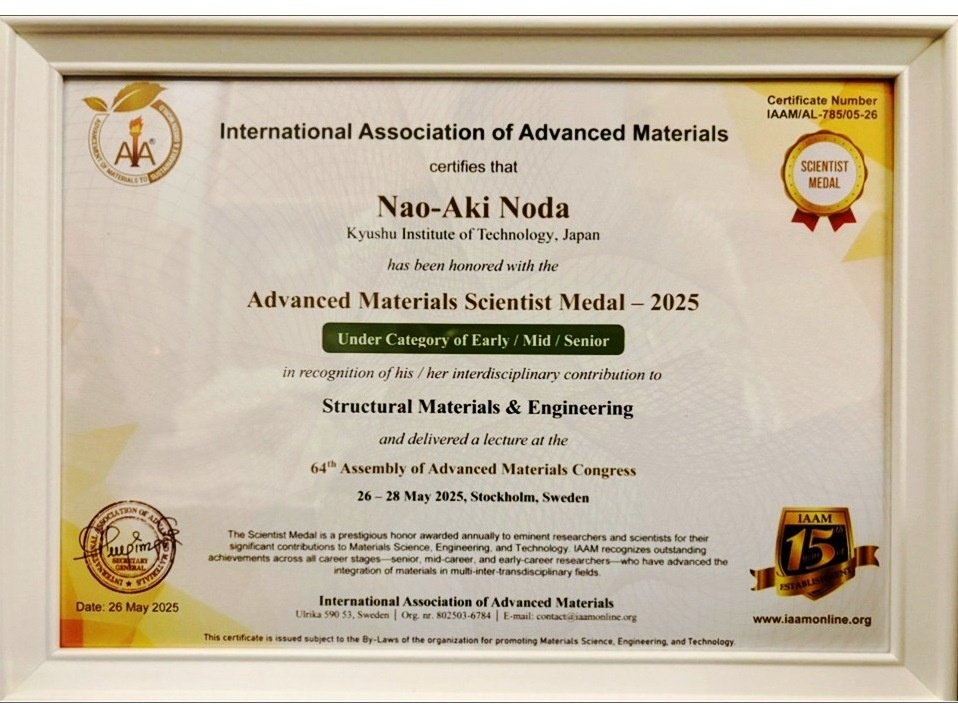 Certificate Number
IAAM/AL-785/05-26
SCIENTIST
MEDAL
International Association of Advanced Materials
certifies that
Nao-Aki Noda
Kyushu Institute of Technology, Japan
has been honored with the
Advanced Materials Scientist Medal – 2025
Under Category of Early / Mid / Senior
in recognition of his / her interdisciplinary contribution to
Structural Materials & Engineering
and delivered a lecture at the
64th Assembly of Advanced Materials Congress
26 – 28 May 2025, Stockholm, Sweden
The Scientist Medal is a prestigious honor awarded annually to eminent researchers and scientists for their
significant contributions to Materials Science, Engineering, and Technology. IAAM recognizes outstanding
achievements across all career stages—senior, mid-career, and early-career researchers—who have advanced the
integration of materials in multi-inter-transdisciplinary fields.
INTERNATIONAL ASSOCIATION OF ADVANCED MATERIALS
SECRETARY
GENERAL
Date: 26 May 2025
International Association of Advanced Materials
Ulrika 590 53, Sweden | Org. nr. 802503-6784 | E-mail: contact@iaamonline.org
IAAM
15
www.iaamonline.org
This certificate is issued subject to the By-Laws of the organization for promoting Materials Science, Engineering, and Technology.